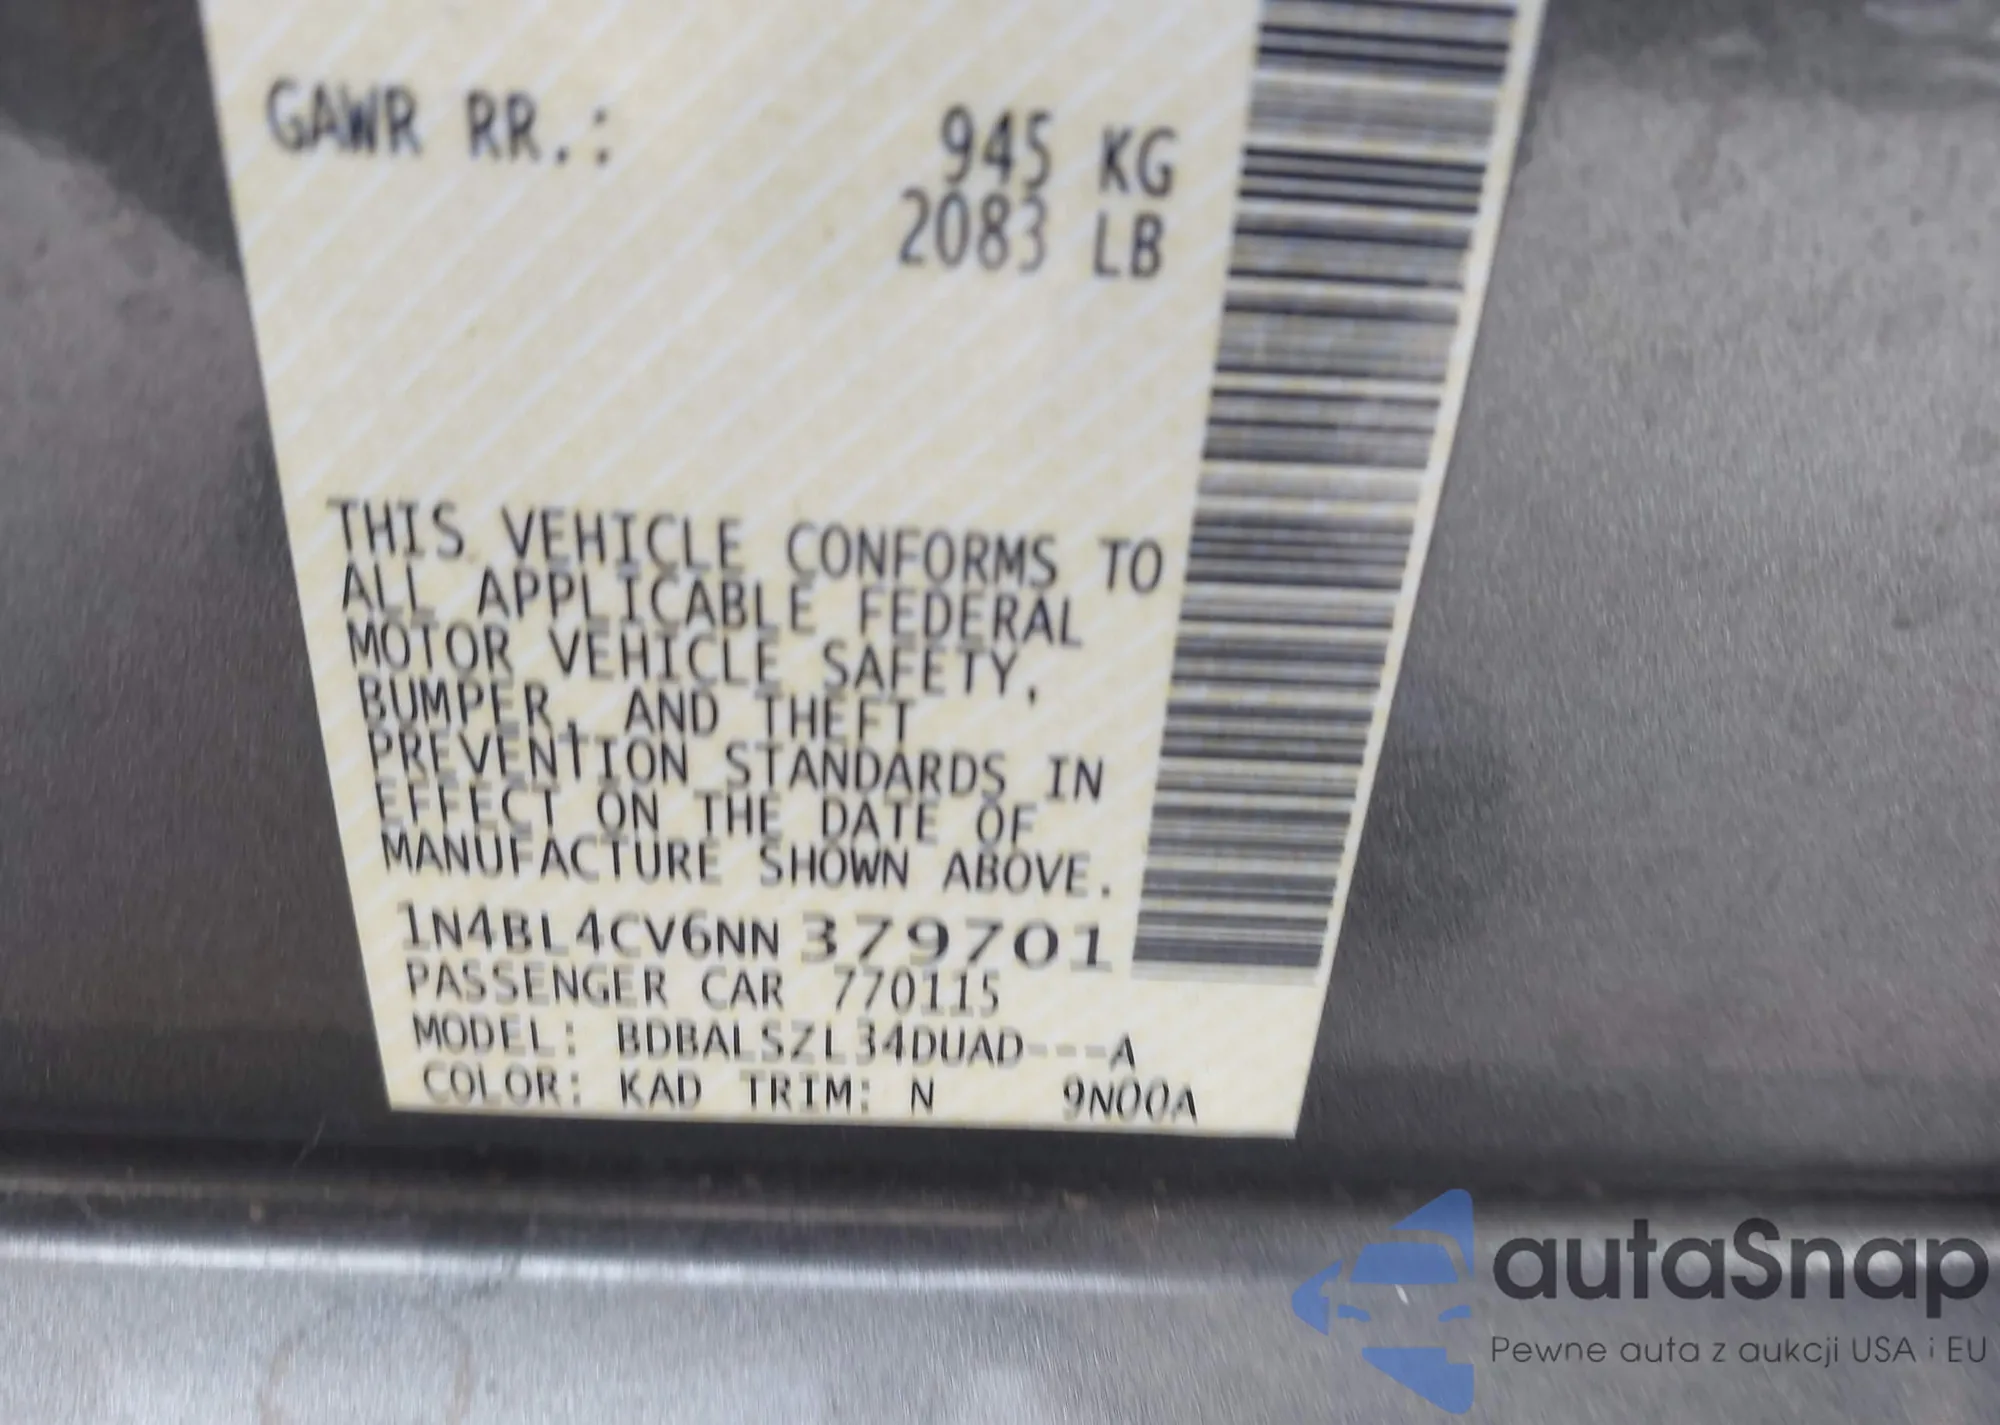 GAWR RR.: 945 KG
2083 LB
THIS VEHICLE CONFORMS TO
ALL APPLICABLE FEDERAL
MOTOR VEHICLE SAFETY,
BUMPER, AND THEFT
PREVENTION STANDARDS IN
EFFECT ON THE DATE OF
MANUFACTURE SHOWN ABOVE.
1N4BL4CV6NN379701
PASSENGER CAR 770115
MODEL: BDBALSZL34DUAD---A
COLOR: KAD TRIM: N 9N00A
autaSnap
Pewne auta z aukcji USA i EU